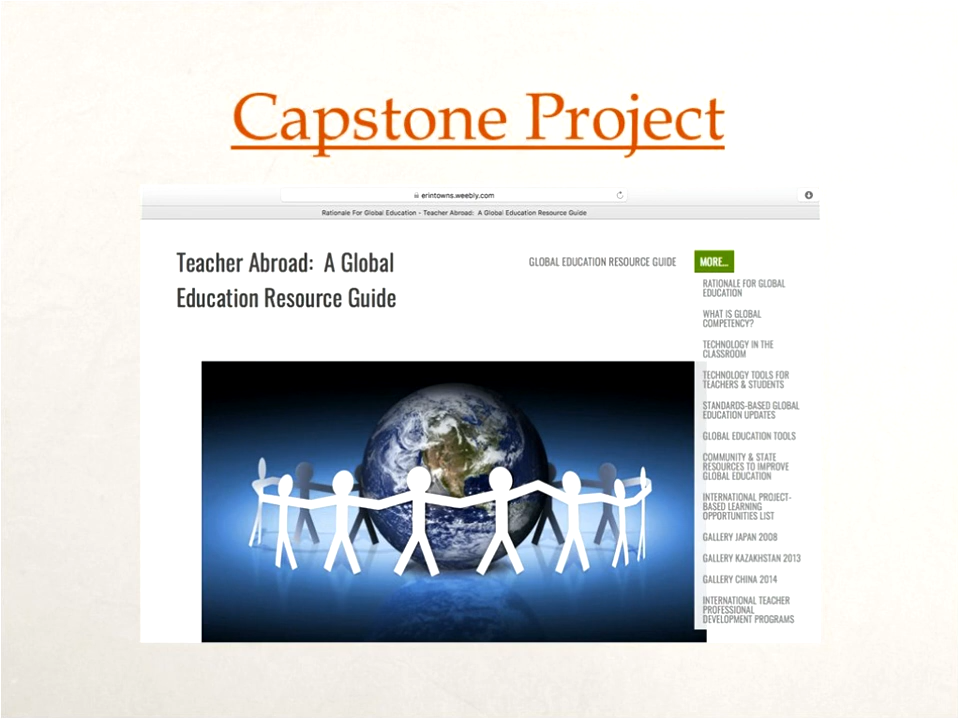 Capstone Project
erintowns.weebly.com
Rationale For Global Education - Teacher Abroad: A Global Education Resource Guide
Teacher Abroad: A Global
Education Resource Guide
GLOBAL EDUCATION RESOURCE GUIDE
MORE...
RATIONALE FOR GLOBAL
EDUCATION
WHAT IS GLOBAL
COMPETENCY?
TECHNOLOGY IN THE
CLASSROOM
TECHNOLOGY TOOLS FOR
TEACHERS & STUDENTS
STANDARDS-BASED GLOBAL
EDUCATION UPDATES
GLOBAL EDUCATION TOOLS
COMMUNITY & STATE
RESOURCES TO IMPROVE
GLOBAL EDUCATION
INTERNATIONAL PROJECT-
BASED LEARNING
OPPORTUNITIES LIST
GALLERY JAPAN 2008
GALLERY KAZAKHSTAN 2013
GALLERY CHINA 2014
INTERNATIONAL TEACHER
PROFESSIONAL
DEVELOPMENT PROGRAMS